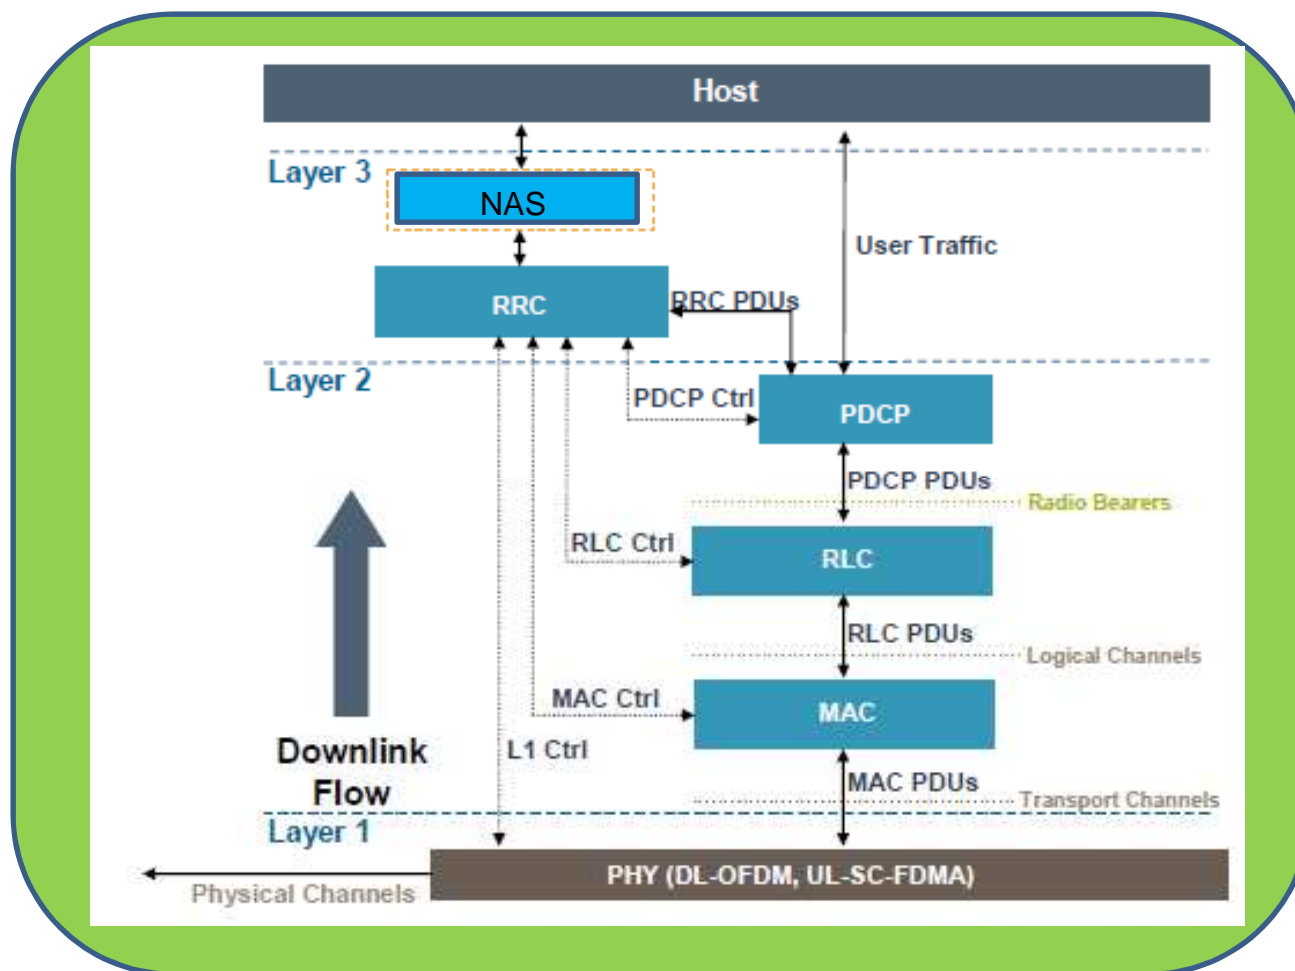 Host
Layer 3
NAS
User Traffic
RRC
RRC PDUs
Layer 2
PDCP Ctrl
PDCP
PDCP PDUs
Radio Bearers
RLC Ctrl
RLC
RLC PDUs
Logical Channels
MAC Ctrl
MAC
Downlink
Flow
L1 Ctrl
MAC PDUs
Transport Channels
Layer 1
PHY (DL-OFDM, UL-SC-FDMA)
Physical Channels